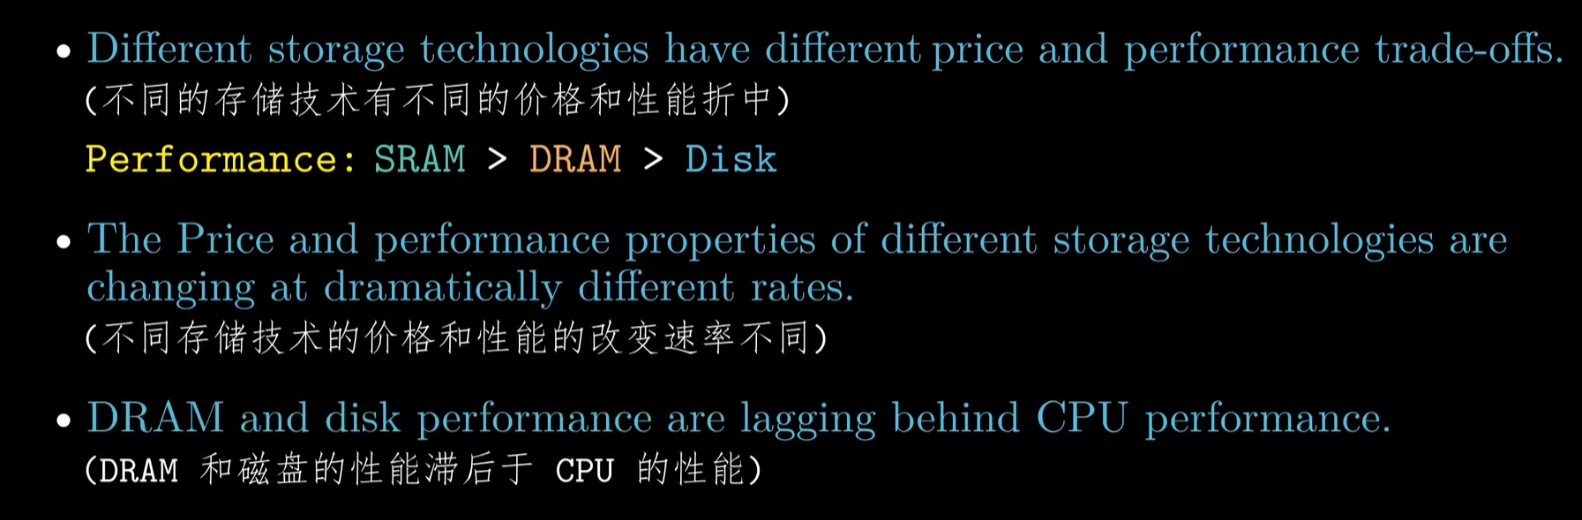 • Different storage technologies have different price and performance trade-offs.
(不同的存储技术有不同的价格和性能折中)
Performance: SRAM > DRAM > Disk
• The Price and performance properties of different storage technologies are
changing at dramatically different rates.
(不同存储技术的价格和性能的改变速率不同)
• DRAM and disk performance are lagging behind CPU performance.
(DRAM 和磁盘的性能滞后于 CPU 的性能)